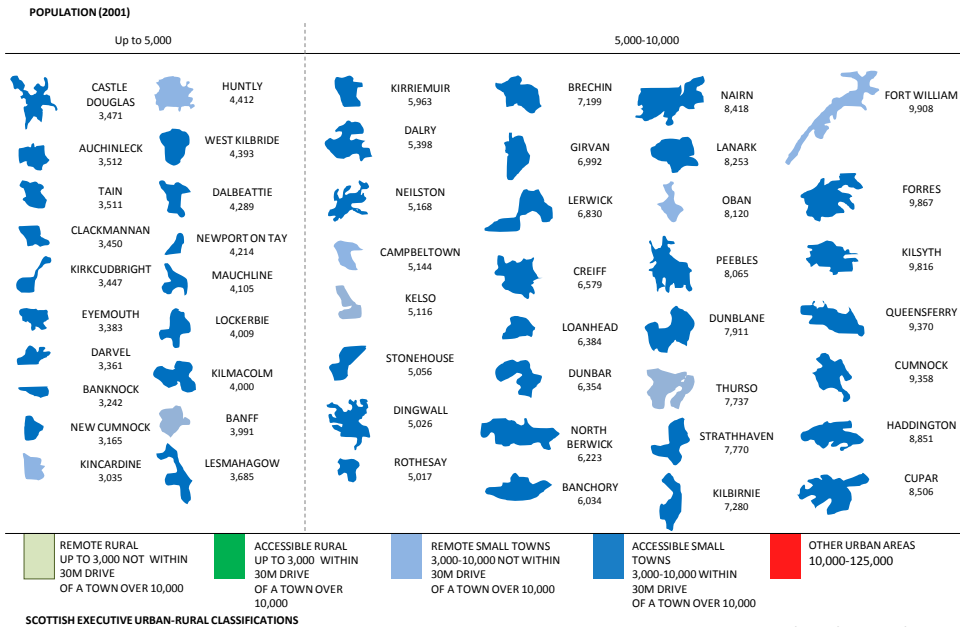 POPULATION (2001)
Up to 5,000
5,000-10,000
CASTLE
DOUGLAS
3,471
AUCHINLECK
3,512
TAIN
3,511
CLACKMANNAN
3,450
KIRKCUDBRIGHT
3,447
EYEMOUTH
3,383
DARVEL
3,361
BANKNOCK
3,242
NEW CUMNOCK
3,165
KINCARDINE
3,035
HUNTLY
4,412
WEST KILBRIDE
4,393
DALBEATTIE
4,289
NEWPORT ON TAY
4,214
MAUCHLINE
4,105
LOCKERBIE
4,009
KILMACOLM
4,000
BANFF
3,991
LESMAHAGOW
3,685
KIRRIEMUIR
5,963
DALRY
5,398
NEILSTON
5,168
CAMPBELTOWN
5,144
KELSO
5,116
STONEHOUSE
5,056
DINGWALL
5,026
ROTHESAY
5,017
BRECHIN
7,199
GIRVAN
6,992
LERWICK
6,830
CREIFF
6,579
LOANHEAD
6,384
DUNBAR
6,354
NORTH
BERWICK
6,223
BANCHORY
6,034
NAIRN
8,418
LANARK
8,253
OBAN
8,120
PEEBLES
8,065
DUNBLANE
7,911
THURSO
7,737
STRATHHAVEN
7,770
KILBIRNIE
7,280
FORT WILLIAM
9,908
FORRES
9,867
KILSYTH
9,816
QUEENSFERRY
9,370
CUMNOCK
9,358
HADDINGTON
8,851
CUPAR
8,506
REMOTE RURAL
UP TO 3,000 NOT WITHIN
30M DRIVE
OF A TOWN OVER 10,000
ACCESSIBLE RURAL
UP TO 3,000 WITHIN
30M DRIVE
OF A TOWN OVER
10,000
REMOTE SMALL TOWNS
3,000-10,000 NOT WITHIN
30M DRIVE
OF A TOWN OVER 10,000
ACCESSIBLE SMALL
TOWNS
3,000-10,000 WITHIN
30M DRIVE
OF A TOWN OVER 10,000
OTHER URBAN AREAS
10,000-125,000
SCOTTISH EXECUTIVE URBAN-RURAL CLASSIFICATIONS